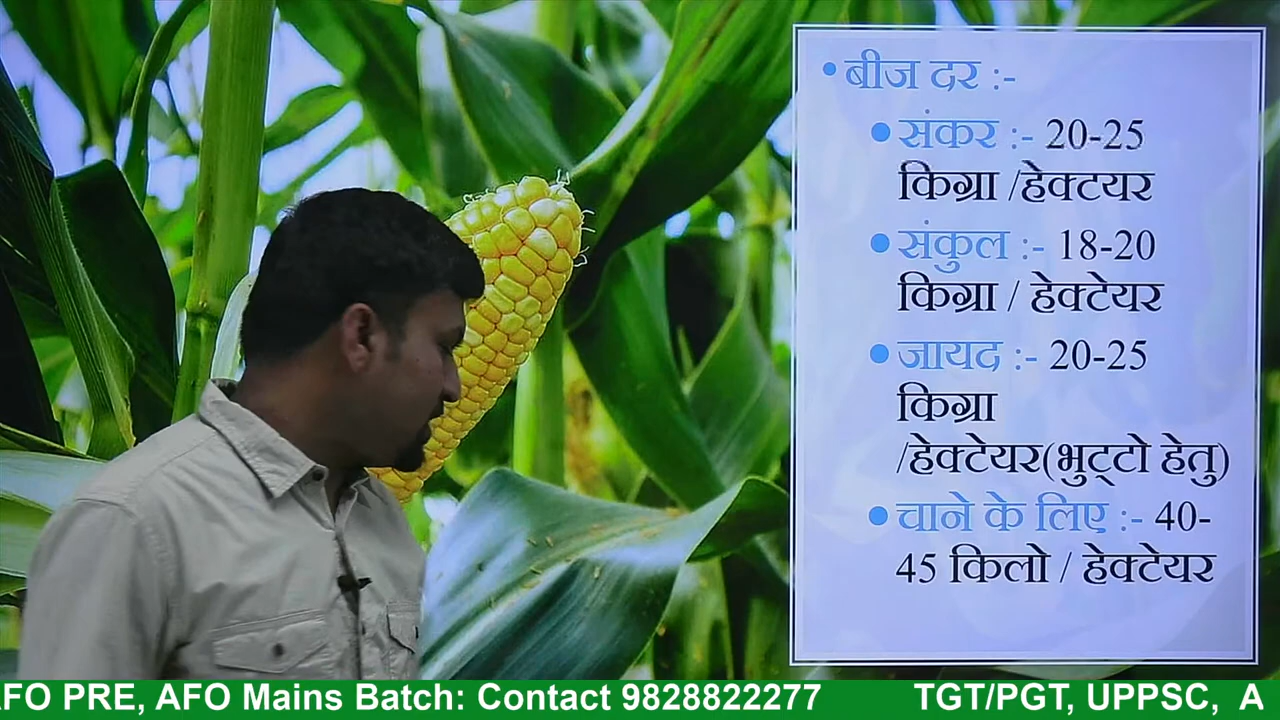 • बीज दर :-
• संकर :- 20-25
किग्रा /हेक्टयर
• संकुल :- 18-20
किग्रा / हेक्टेयर
• जायद :- 20-25
किग्रा
/हेक्टेयर(भुट्टो हेतु)
• चाने के लिए :- 40-
45 किलो / हेक्टेयर
FO PRE, AFO Mains Batch: Contact 9828822277 TGT/PGT, UPPSC, A